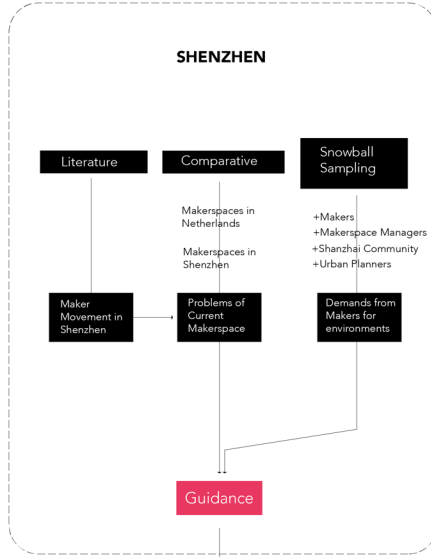 SHENZHEN
Literature
Comparative
Snowball
Sampling
Makerspaces in
Netherlands
Makerspaces in
Shenzhen
+Makers
+Makerspace Managers
+Shanzhai Community
+Urban Planners
Maker
Movement in
Shenzhen
Problems of
Current
Makerspace
Demands from
Makers for
environments
Guidance